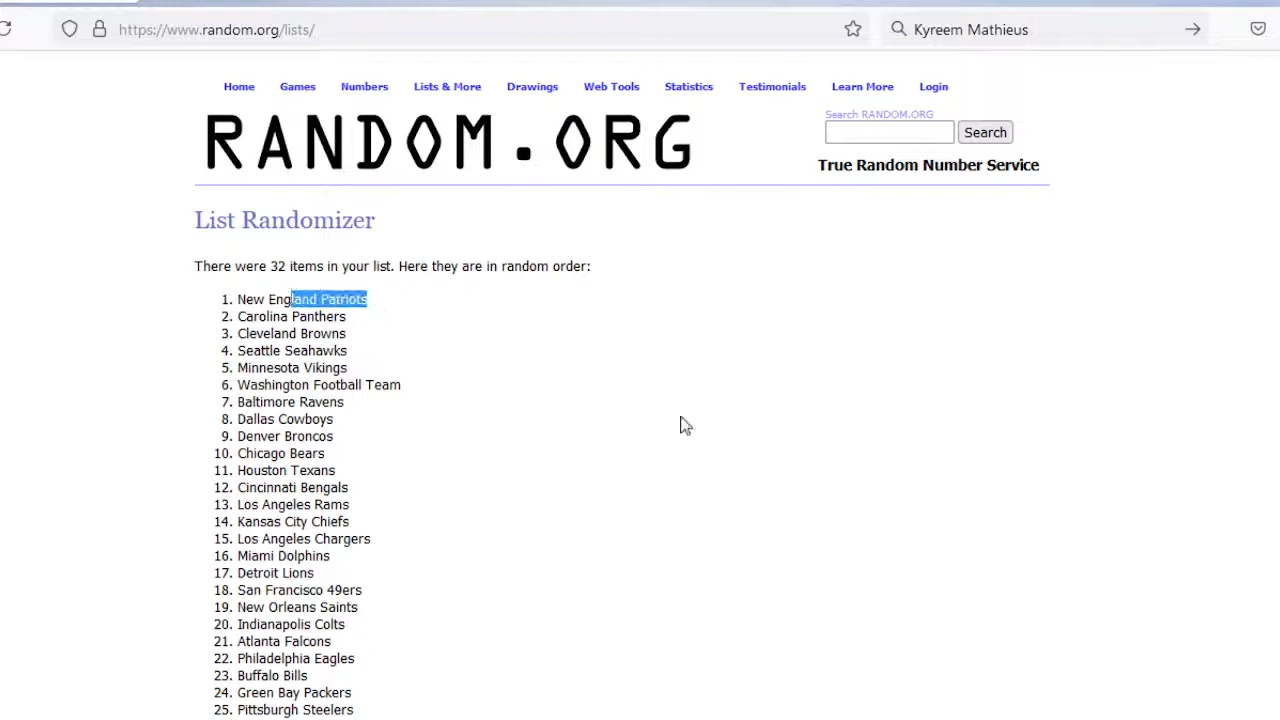 https://www.random.org/lists/
Kyreem Mathieus
Home Games Numbers Lists & More Drawings Web Tools Statistics Testimonials Learn More Login
RANDOM.ORG
Search RANDOM.ORG
Search
True Random Number Service
List Randomizer
There were 32 items in your list. Here they are in random order:
1. New England Patriots
2. Carolina Panthers
3. Cleveland Browns
4. Seattle Seahawks
5. Minnesota Vikings
6. Washington Football Team
7. Baltimore Ravens
8. Dallas Cowboys
9. Denver Broncos
10. Chicago Bears
11. Houston Texans
12. Cincinnati Bengals
13. Los Angeles Rams
14. Kansas City Chiefs
15. Los Angeles Chargers
16. Miami Dolphins
17. Detroit Lions
18. San Francisco 49ers
19. New Orleans Saints
20. Indianapolis Colts
21. Atlanta Falcons
22. Philadelphia Eagles
23. Buffalo Bills
24. Green Bay Packers
25. Pittsburgh Steelers